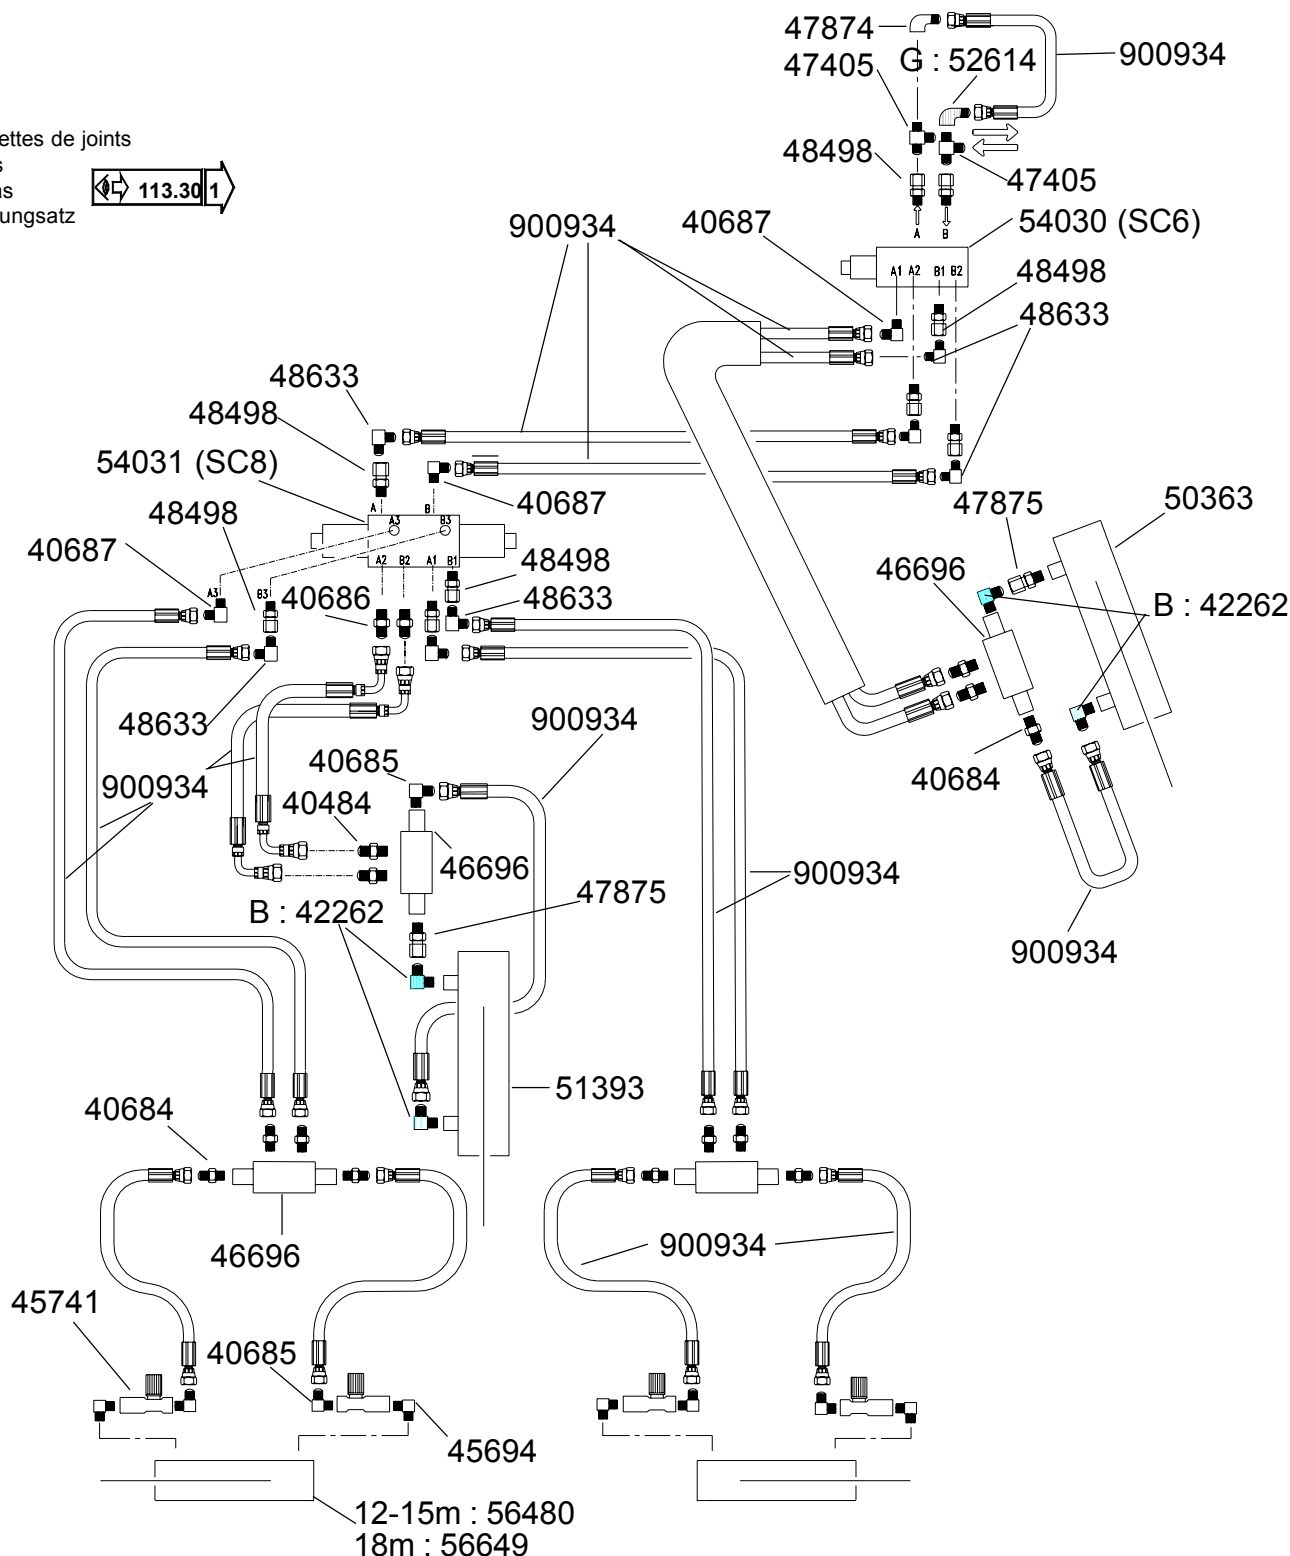 47874
47405
G : 52614
900934
ettes de joints
s
as
ungsatz
113.30 1
48498
47405
A
B
54030 (SC6)
900934
40687
A1 A2 B1 B2
48498
48633
48633
48498
54031 (SC8)
A
B
40687
47875
50363
48498
A3
B3
40687
A2 B2 A1 B1
48498
46696
A3
B3
40686
48633
B : 42262
48633
900934
900934
40685
40684
40484
46696
900934
B : 42262
47875
900934
51393
40684
46696
900934
45741
40685
45694
12-15m : 56480
18m : 56649